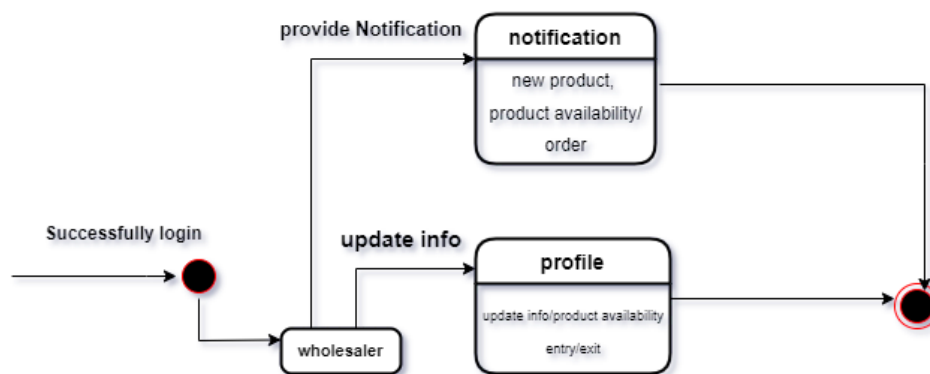 provide Notification
notification
new product,
product availability/
order
Successfully login
update info
profile
update info/product availability
entry/exit
wholesaler